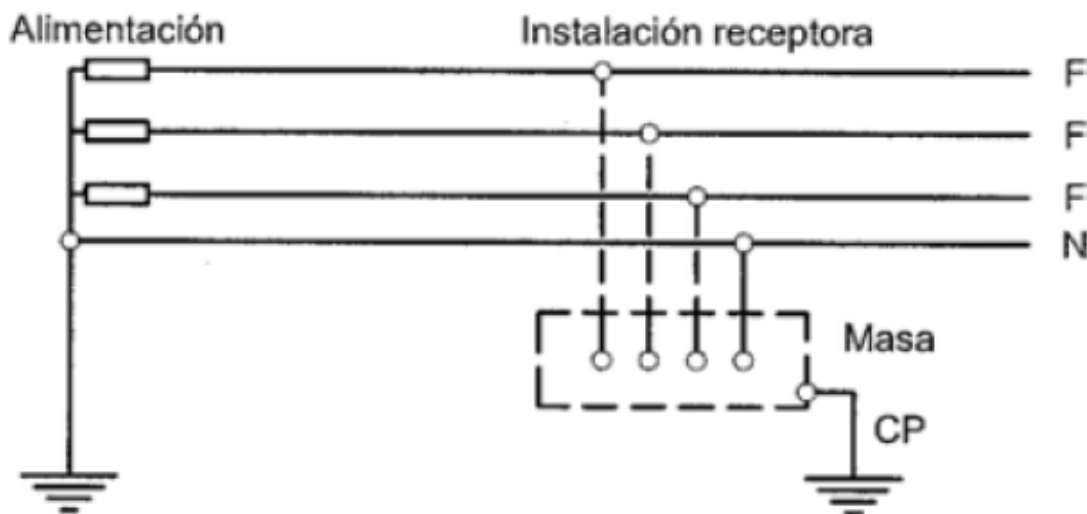 Alimentación
Instalación receptora
F
F
F
N
Masa
CP